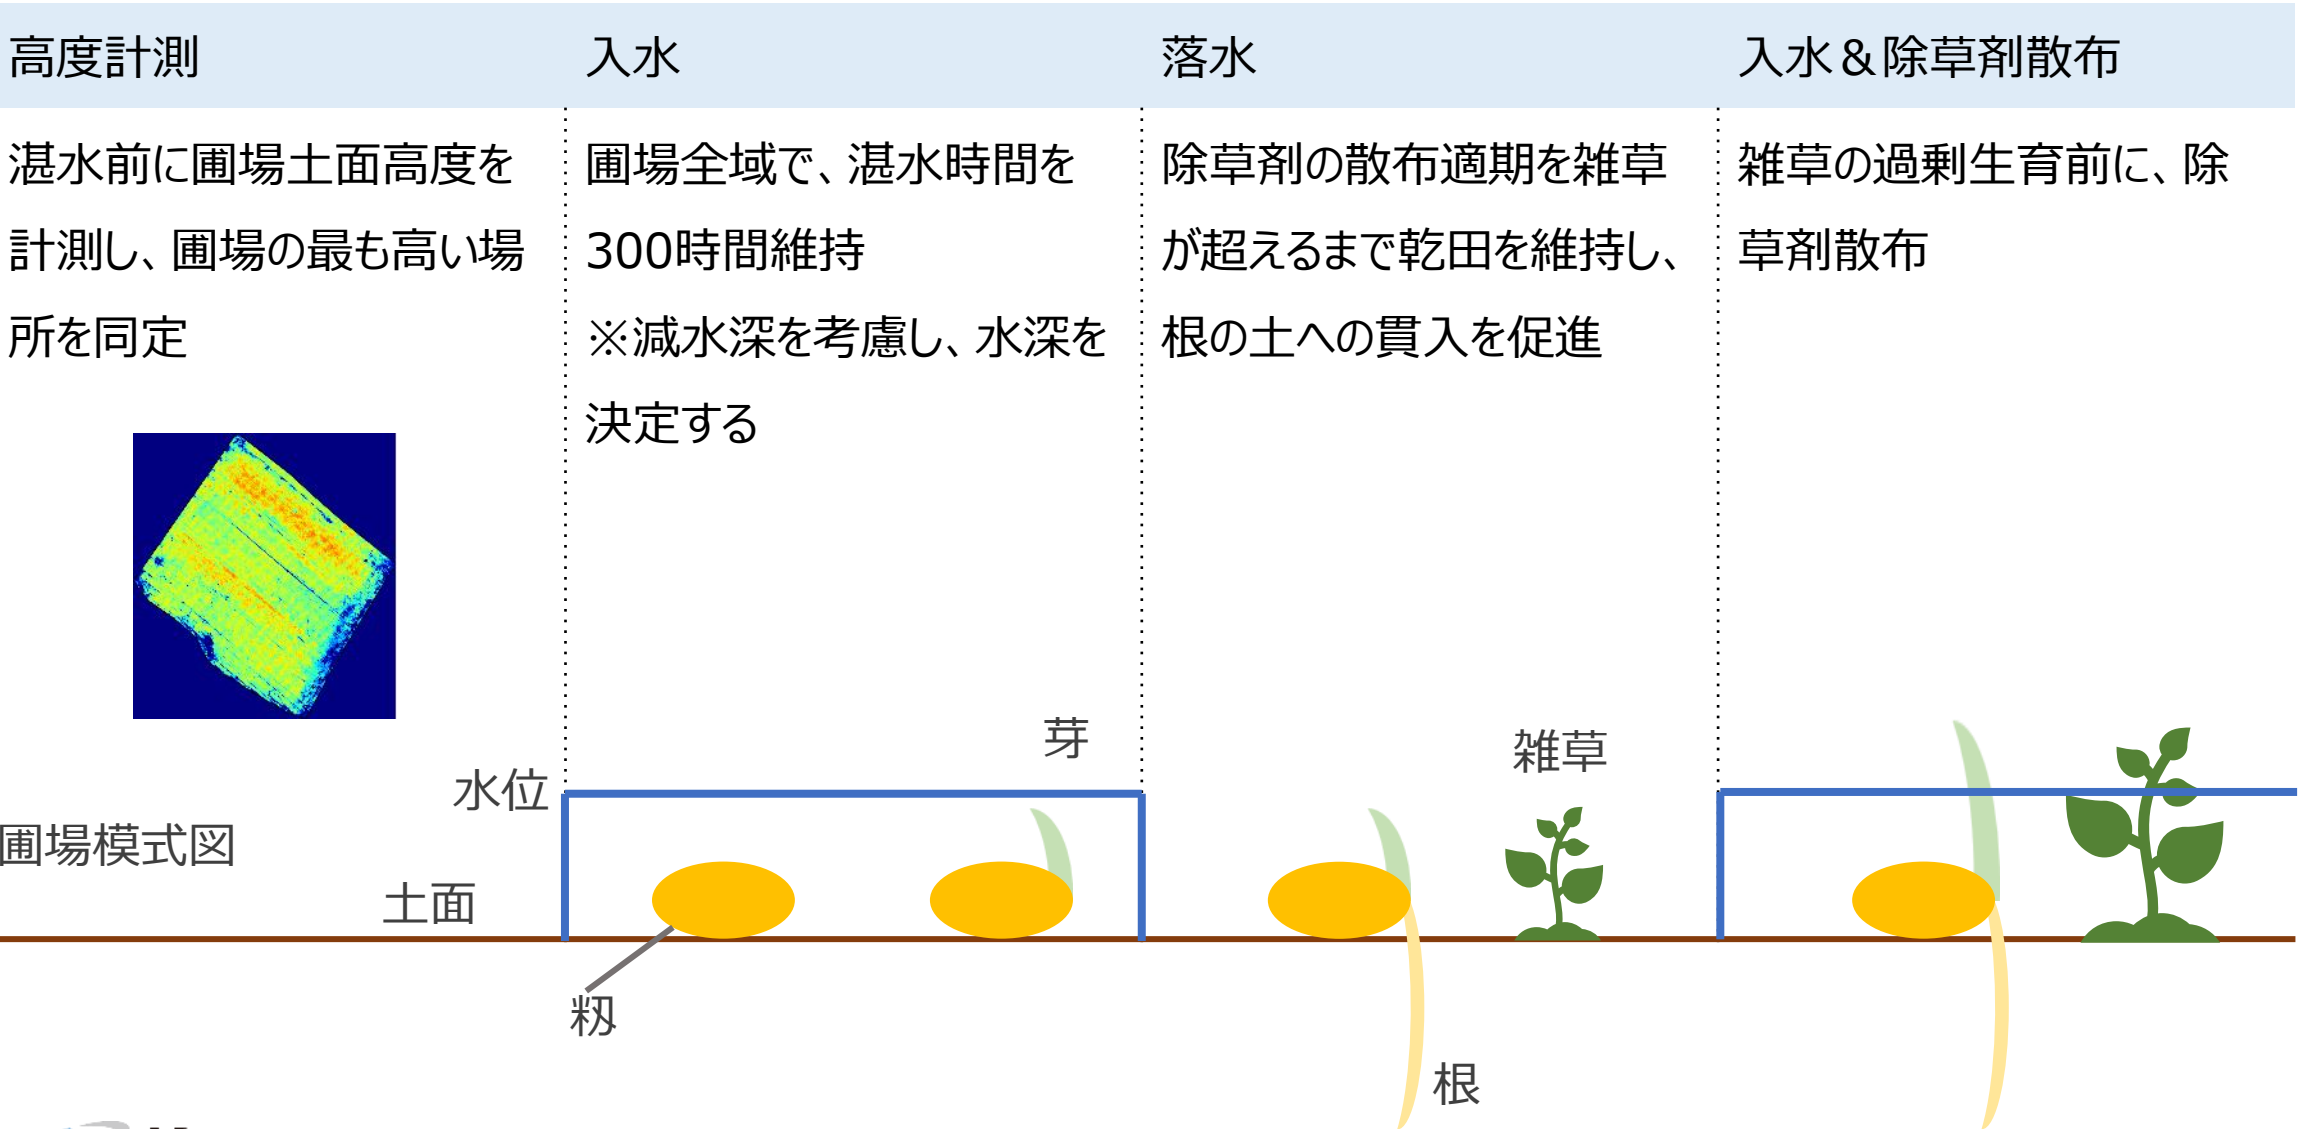 高度計測
入水
落水
入水＆除草剤散布
湛水前に圃場土面高度を
計測し、圃場の最も高い場
所を同定
圃場全域で、湛水時間を
300時間維持
※減水深を考慮し、水深を
決定する
除草剤の散布適期を雑草
が超えるまで乾田を維持し、
根の土への貫入を促進
雑草の過剰生育前に、除
草剤散布
芽
雑草
水位
圃場模式図
土面
籾
根